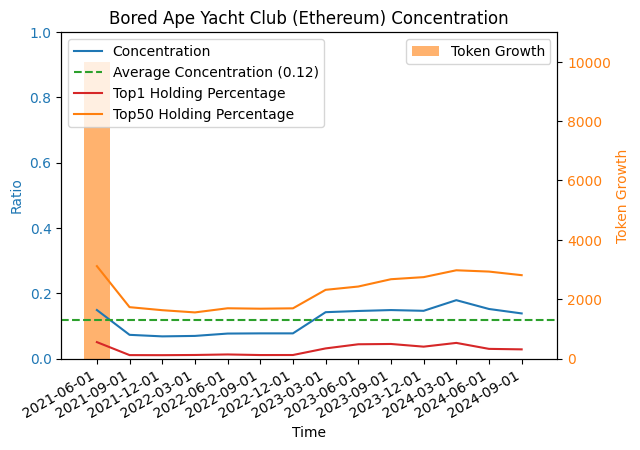 Bored Ape Yacht Club (Ethereum) Concentration
Concentration
Average Concentration (0.12)
Top1 Holding Percentage
Top50 Holding Percentage
Token Growth
1.0
0.8
0.6
0.4
0.2
0.0
Ratio
10000
8000
6000
4000
2000
0
Token Growth
2021-06-01
2021-09-01
2021-12-01
2022-03-01
2022-06-01
2022-09-01
2022-12-01
2023-03-01
2023-06-01
2023-09-01
2023-12-01
2024-03-01
2024-06-01
2024-09-01
Time